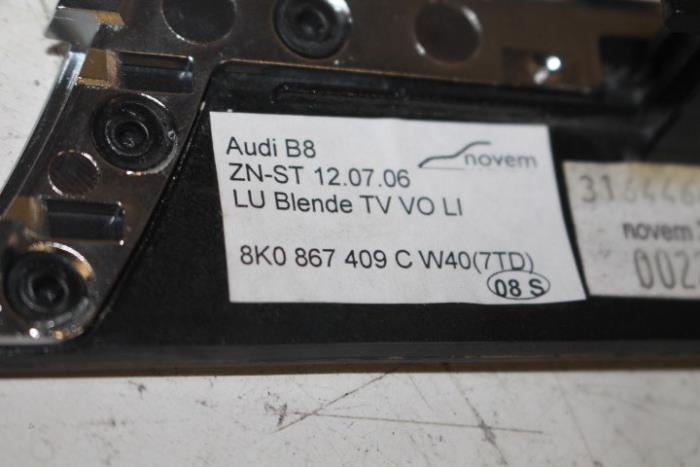 Audi B8
novem
ZN-ST 12.07.06
LU Blende TV VO LI
8K0 867 409 C W40(7TD)
08 S
novem